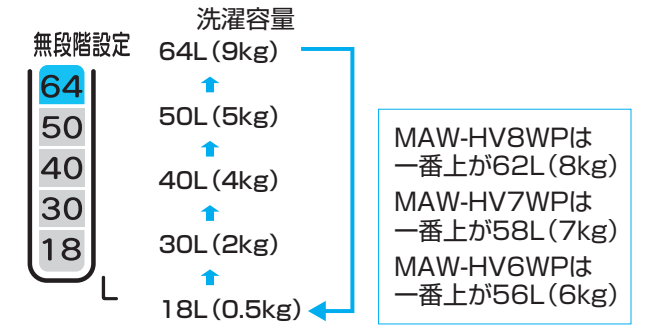 洗濯容量
無段階設定
64
50
40
30
18
L
64L(9kg)
50L(5kg)
40L(4kg)
30L(2kg)
18L(0.5kg)
MAW-HV8WPは
一番上が62L(8kg)
MAW-HV7WPは
一番上が58L(7kg)
MAW-HV6WPは
一番上が56L(6kg)